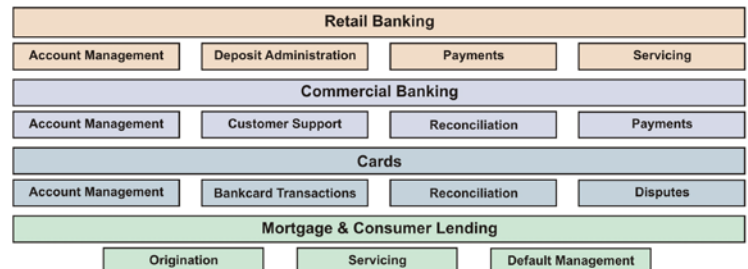 Retail Banking
Account Management Deposit Administration Payments Servicing
Commercial Banking
Account Management Customer Support Reconciliation Payments
Cards
Account Management Bankcard Transactions Reconciliation Disputes
Mortgage & Consumer Lending
Origination Servicing Default Management